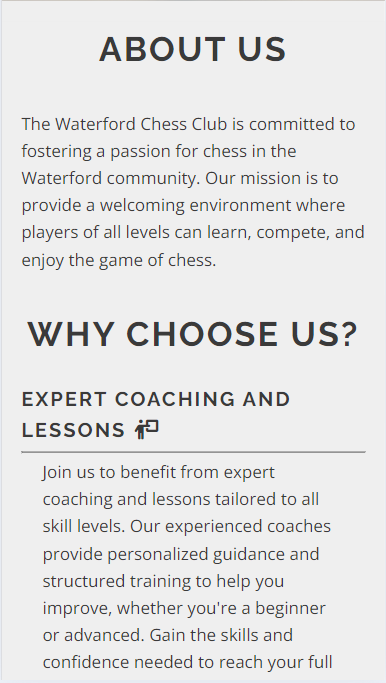 ABOUT US
The Waterford Chess Club is committed to
fostering a passion for chess in the
Waterford community. Our mission is to
provide a welcoming environment where
players of all levels can learn, compete, and
enjoy the game of chess.
WHY CHOOSE US?
EXPERT COACHING AND
LESSONS
Join us to benefit from expert
coaching and lessons tailored to all
skill levels. Our experienced coaches
provide personalized guidance and
structured training to help you
improve, whether you're a beginner
or advanced. Gain the skills and
confidence needed to reach your full